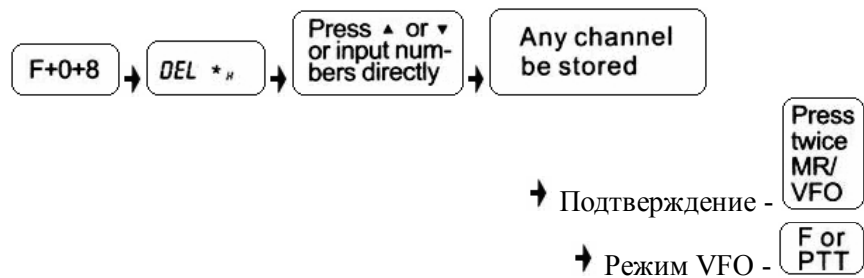 F+0+8
DEL *H
Press ▲ or ▼
or input num-
bers directly
Any channel
be stored
Подтверждение -
Press
twice
MR/
VFO
Режим VFO -
F or
PTT